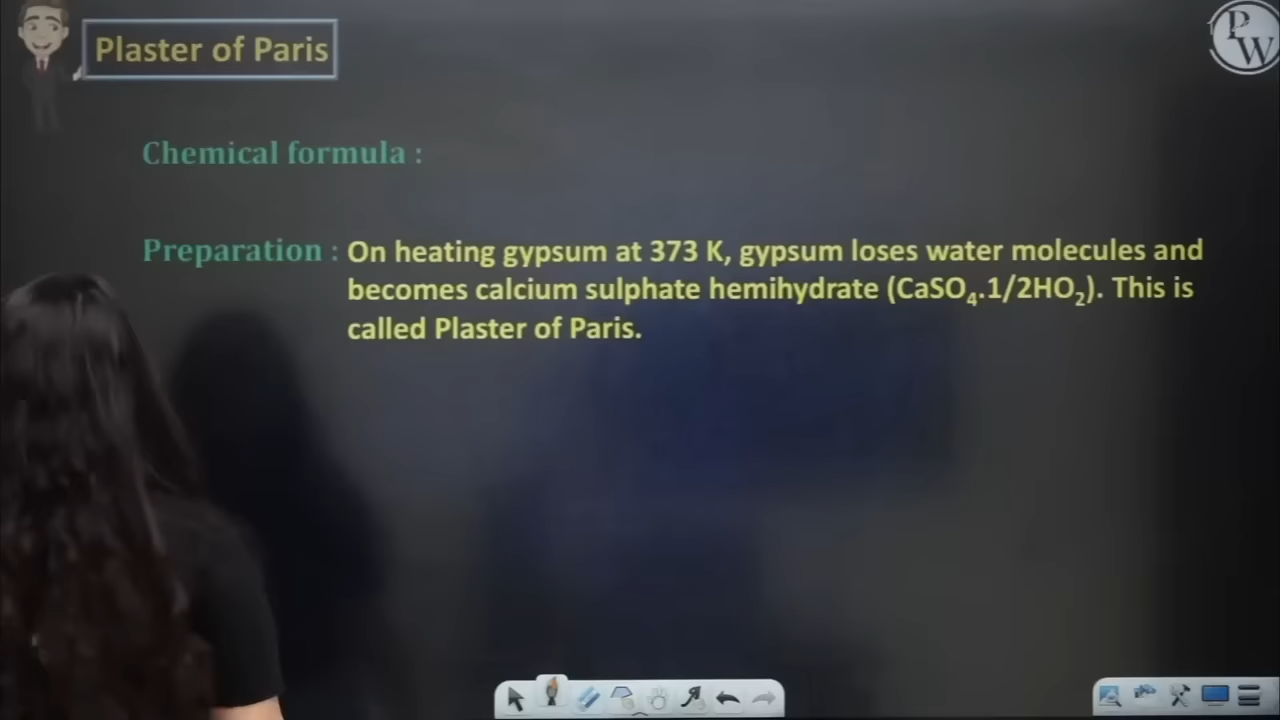 Plaster of Paris
PW
Chemical formula :
Preparation : On heating gypsum at 373 K, gypsum loses water molecules and
becomes calcium sulphate hemihydrate (CaSO₄.1/2HO₂). This is
called Plaster of Paris.